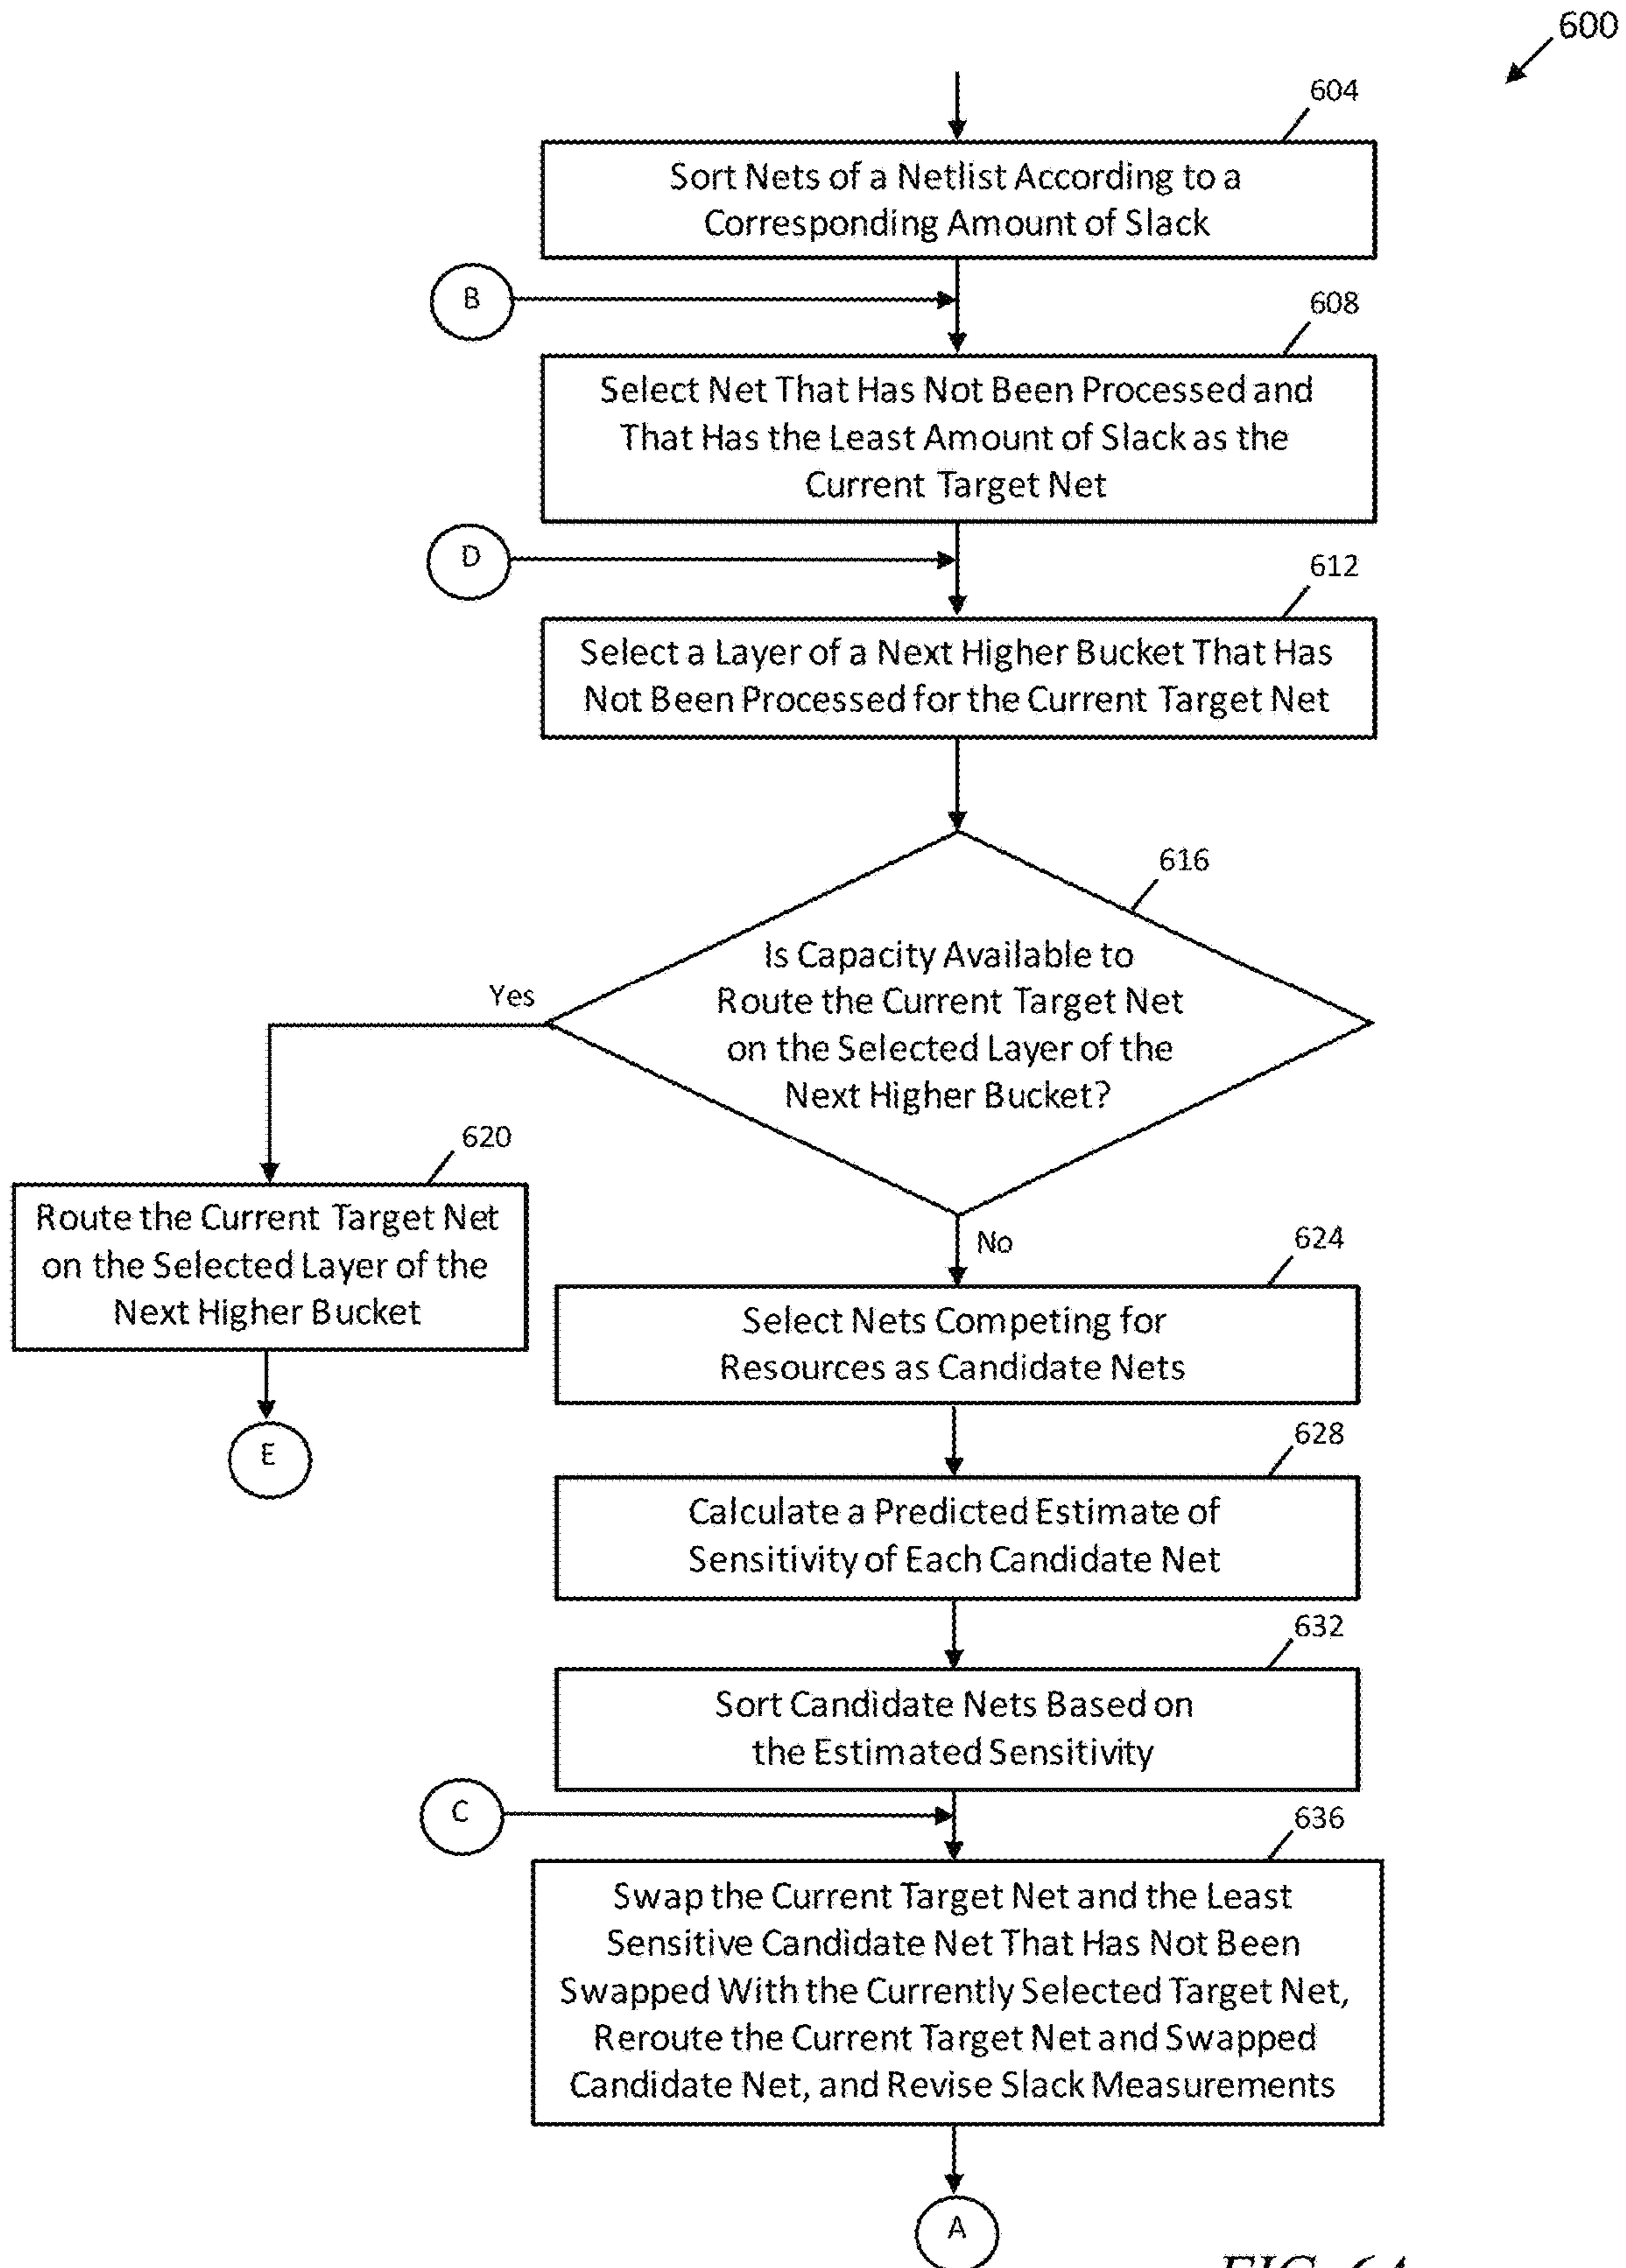 600
604
Sort Nets of a Netlist According to a
Corresponding Amount of Slack
B
608
Select Net That Has Not Been Processed and
That Has the Least Amount of Slack as the
Current Target Net
D
612
Select a Layer of a Next Higher Bucket That Has
Not Been Processed for the Current Target Net
616
Is Capacity Available to
Route the Current Target Net
on the Selected Layer of the
Next Higher Bucket?
Yes
620
Route the Current Target Net
on the Selected Layer of the
Next Higher Bucket
E
No
624
Select Nets Competing for
Resources as Candidate Nets
628
Calculate a Predicted Estimate of
Sensitivity of Each Candidate Net
632
Sort Candidate Nets Based on
the Estimated Sensitivity
C
636
Swap the Current Target Net and the Least
Sensitive Candidate Net That Has Not Been
Swapped With the Currently Selected Target Net,
Reroute the Current Target Net and Swapped
Candidate Net, and Revise Slack Measurements
A